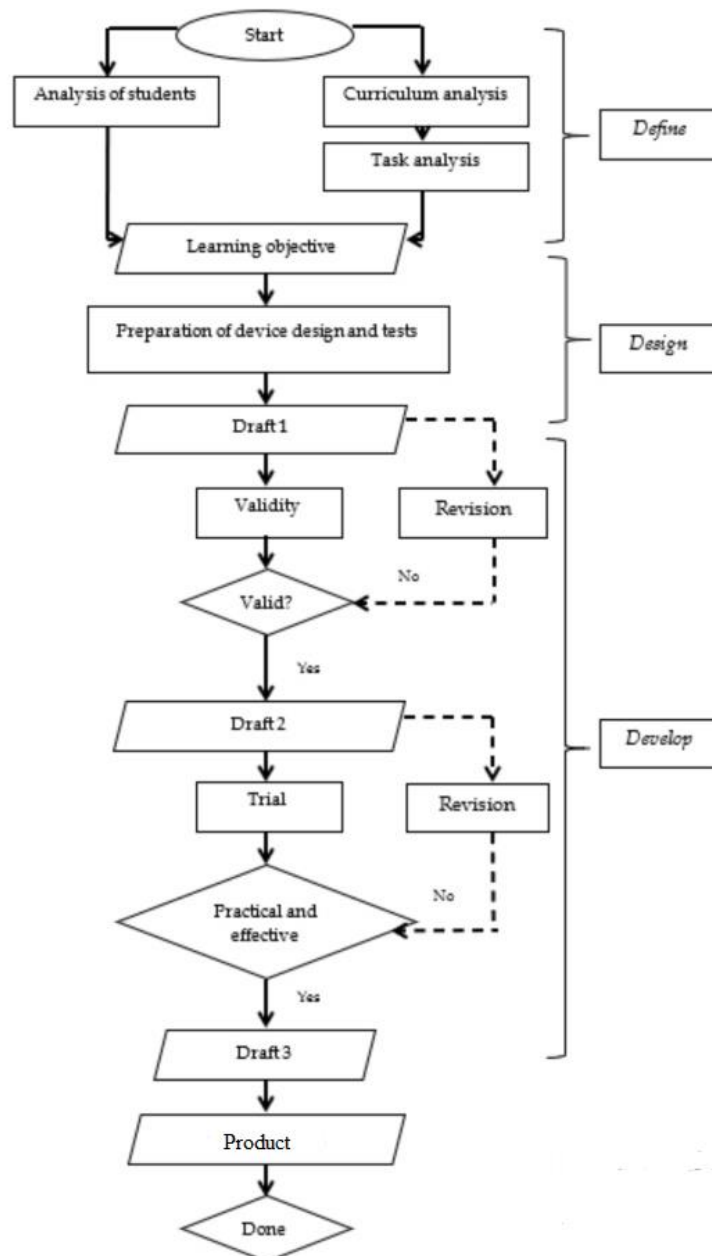 Start
Analysis of students
Curriculum analysis
Define
Task analysis
Learning objective
Preparation of device design and tests
Design
Draft 1
Validity
Revision
No
Valid?
Yes
Draft 2
Develop
Trial
Revision
No
Practical and
effective
Yes
Draft 3
Product
Done